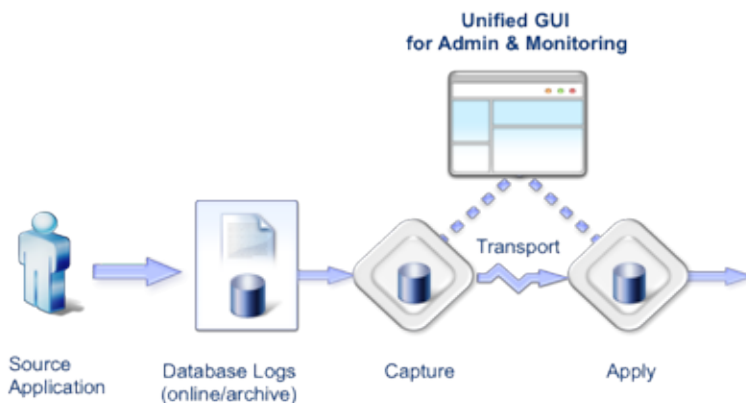 Unified GUI
for Admin & Monitoring
Transport
Source
Application
Database Logs
(online/archive)
Capture
Apply